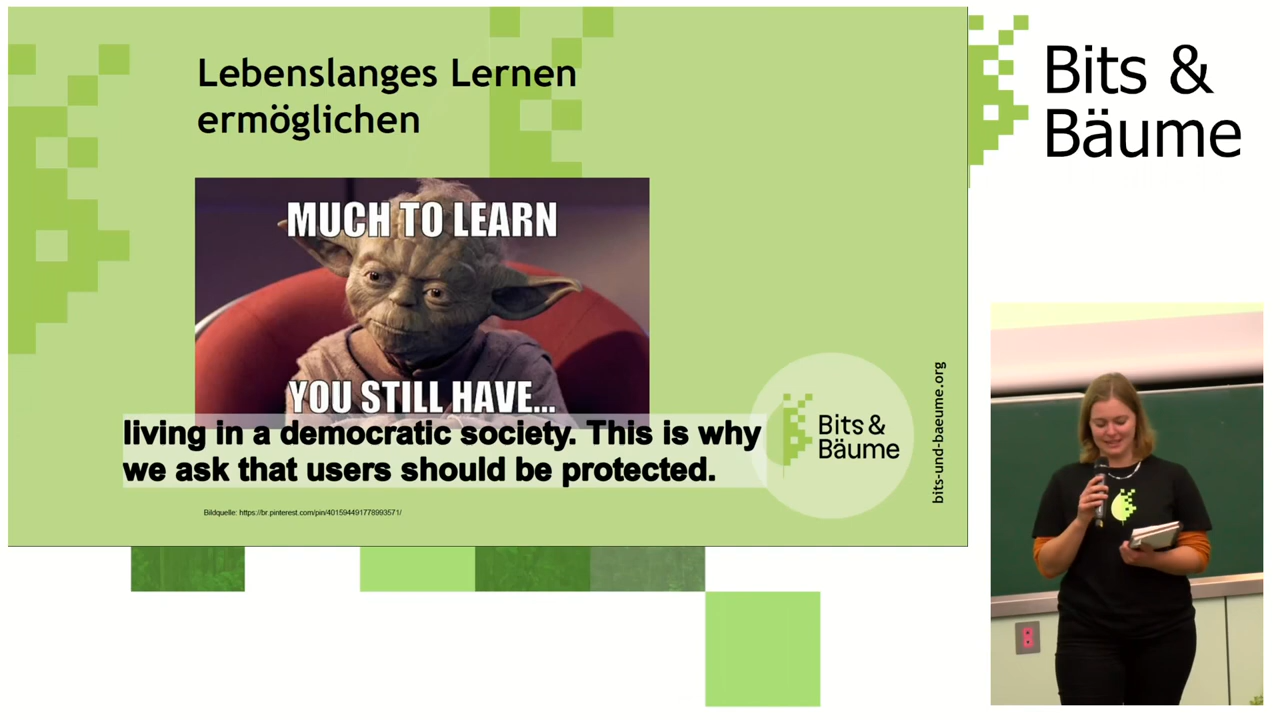 Lebenslanges Lernen
ermöglichen
MUCH TO LEARN
YOU STILL HAVE...
living in a democratic society. This is why
we ask that users should be protected.
Bildquelle: https://br.pinterest.com/pin/401594491778993571/
Bits &
Bäume
bits-und-baeume.org
Bits &
Bäume